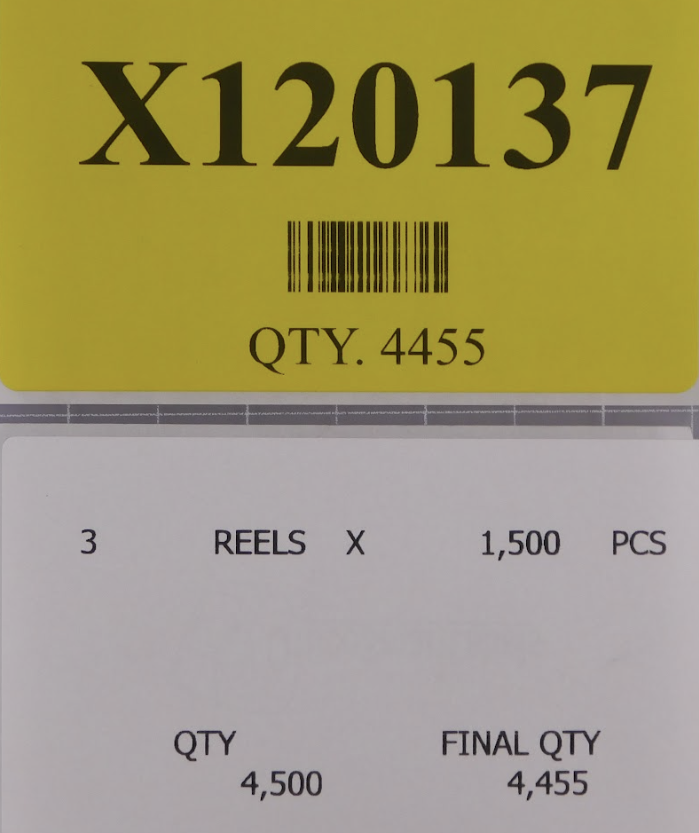 X120137
QTY. 4455
3 REELS X 1,500 PCS
QTY FINAL QTY
4,500 4,455